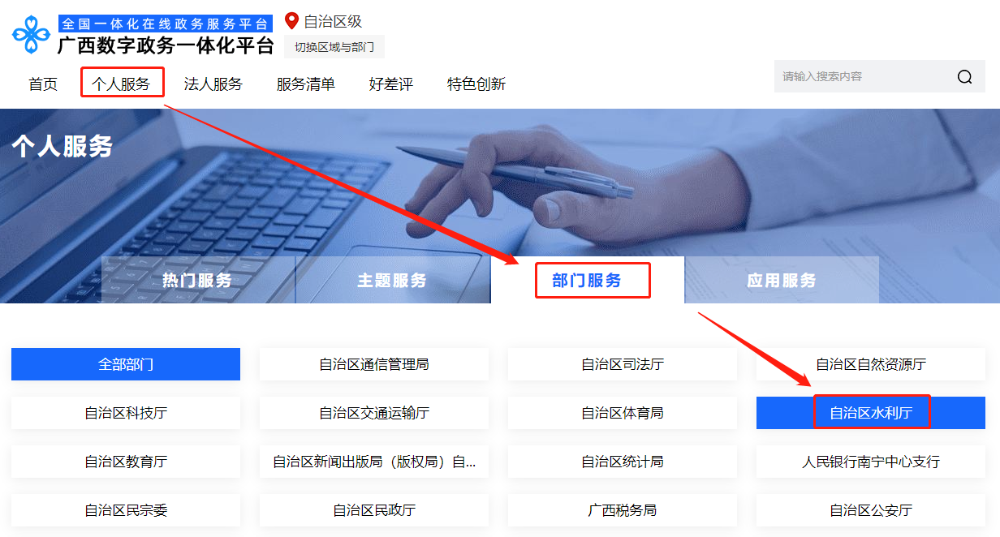 全国一体化在线政务服务平台
广西数字政务一体化平台
自治区级
切换区域与部门
首页 个人服务 法人服务 服务清单 好差评 特色创新
请输入搜索内容
个人服务
热门服务 主题服务 部门服务 应用服务
全部部门 自治区通信管理局 自治区司法厅 自治区自然资源厅
自治区科技厅 自治区交通运输厅 自治区体育局 自治区水利厅
自治区教育厅 自治区新闻出版局（版权局）自... 自治区统计局 人民银行南宁中心支行
自治区民宗委 自治区民政厅 广西税务局 自治区公安厅